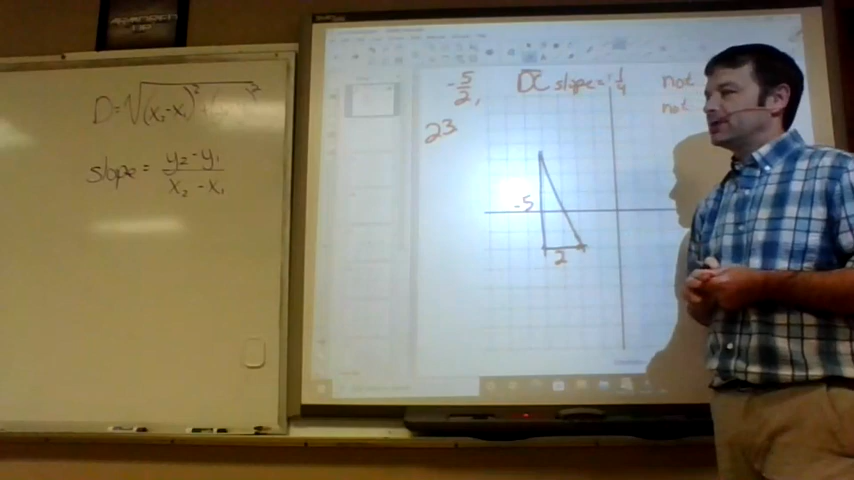 D = √(x₂-x₁)² +
slope = y₂-y₁ / x₂-x₁
-5/2,
DC slope = 1/4
not
not
23
-5
2